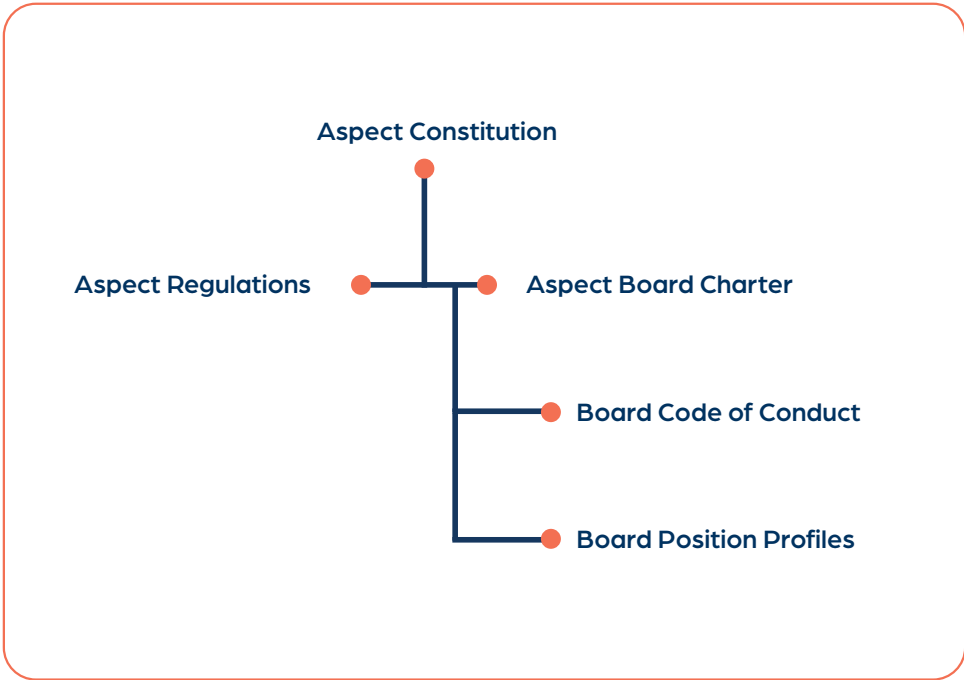 Aspect Constitution
Aspect Regulations
Aspect Board Charter
Board Code of Conduct
Board Position Profiles